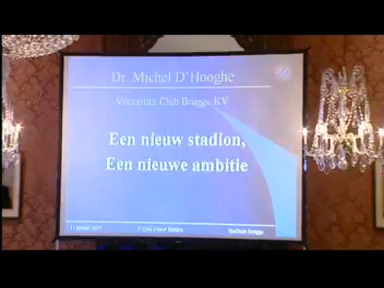 Dr. Michel D'Hooghe
Voorzitter Club Brugge KV
Een nieuw stadion,
Een nieuwe ambitie